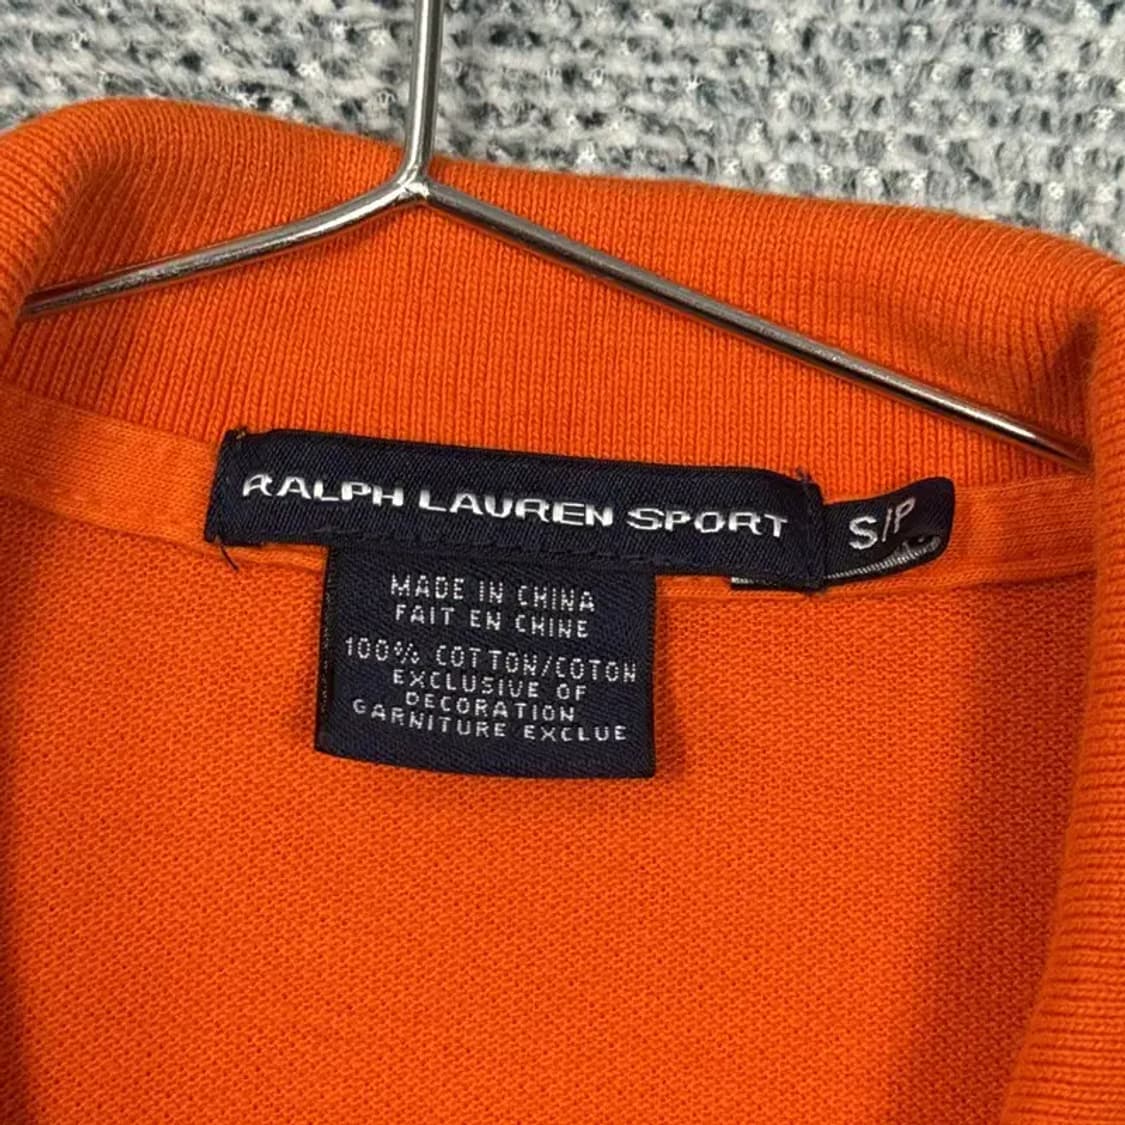 RALPH LAUREN SPORT
S/P
MADE IN CHINA
FAIT EN CHINE
100% COTTON/COTON
EXCLUSIVE OF
DECORATION
GARNITURE EXCLUE